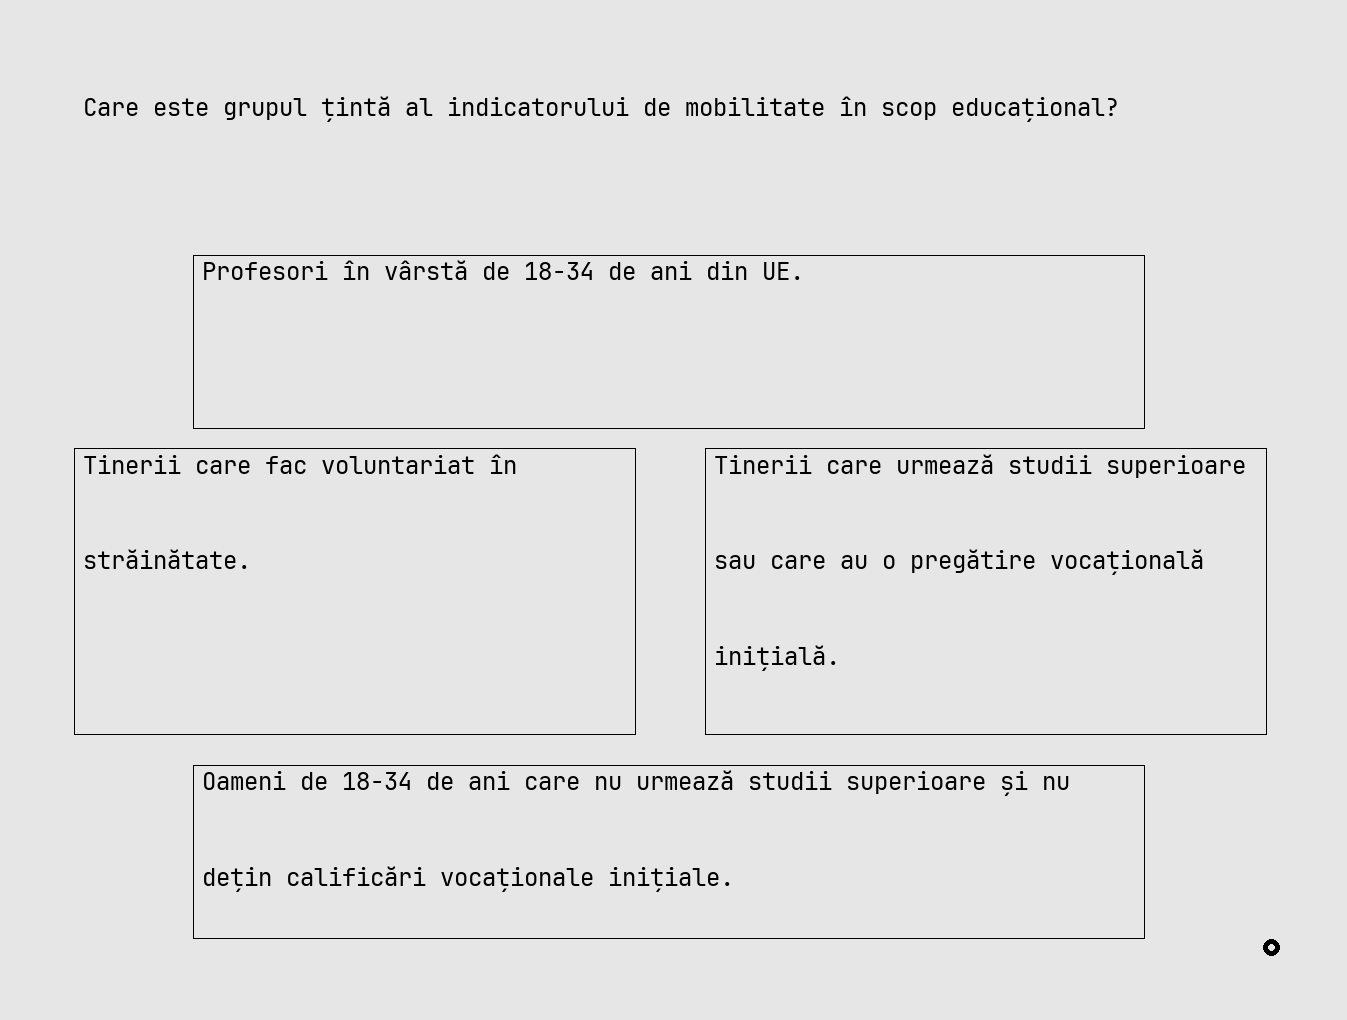 Care este grupul țintă al indicatorului de mobilitate în scop educațional?
Profesori în vârstă de 18-34 de ani din UE.
Tinerii care fac voluntariat în
străinătate.
Tinerii care urmează studii superioare
sau care au o pregătire vocațională
inițială.
Oameni de 18-34 de ani care nu urmează studii superioare și nu
dețin calificări vocaționale inițiale.